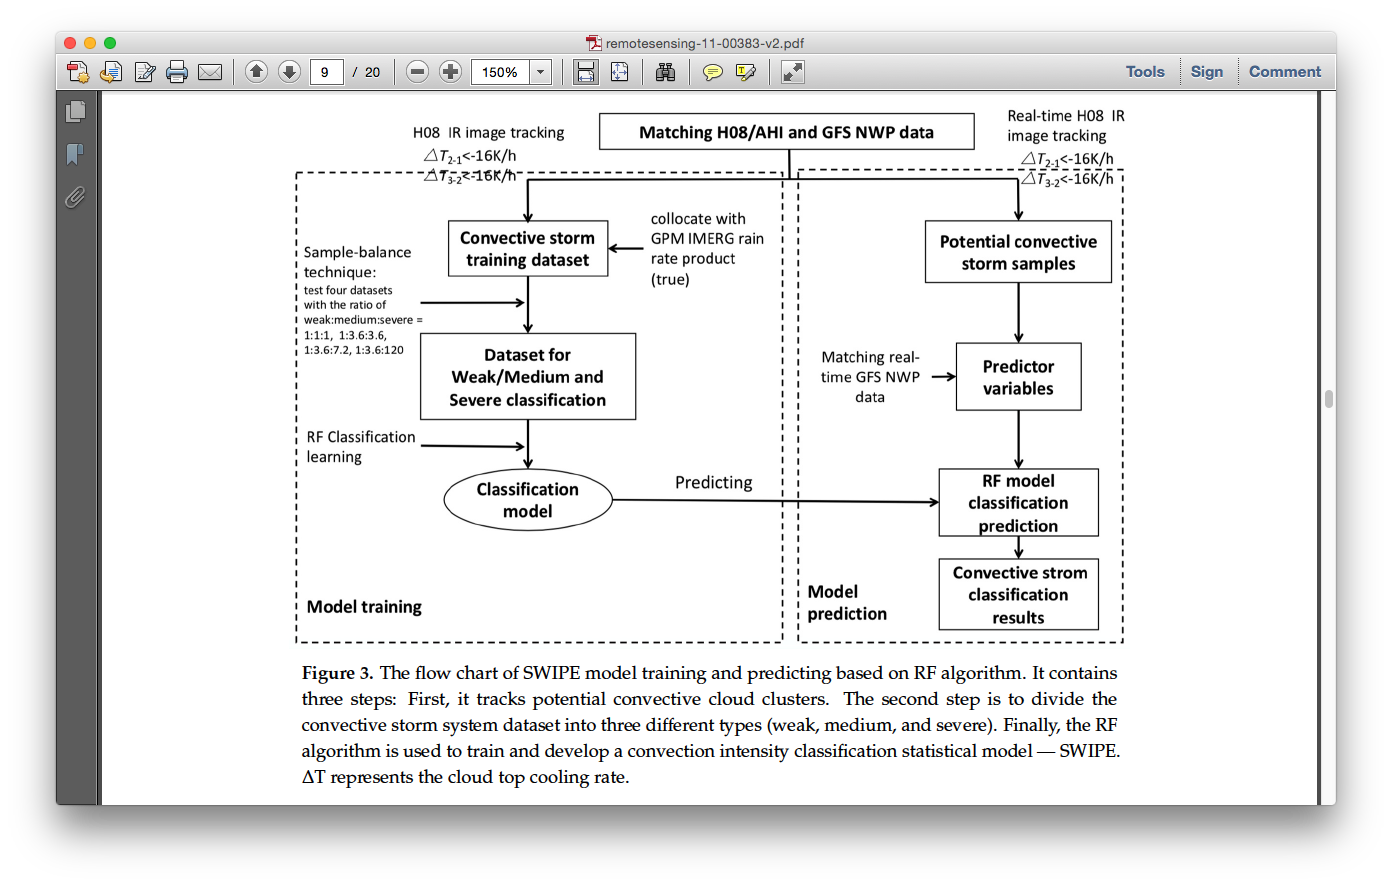 remotesensing-11-00383-v2.pdf
9 / 20
150%
Tools
Sign
Comment
H08 IR image tracking
△T2-1<-16K/h
△T3-2<-16K/h
Matching H08/AHI and GFS NWP data
Real-time H08 IR
image tracking
△T2-1<-16K/h
△T3-2<-16K/h
Convective storm
training dataset
collocate with
GPM IMERG rain
rate product
(true)
Sample-balance
technique:
test four datasets
with the ratio of
weak:medium:severe =
1:1:1, 1:3.6:3.6,
1:3.6:7.2, 1:3.6:120
Dataset for
Weak/Medium and
Severe classification
RF Classification
learning
Classification
model
Predicting
Model training
Potential convective
storm samples
Matching real-
time GFS NWP
data
Predictor
variables
RF model
classification
prediction
Convective strom
classification
results
Model
prediction
Figure 3. The flow chart of SWIPE model training and predicting based on RF algorithm. It contains
three steps: First, it tracks potential convective cloud clusters. The second step is to divide the
convective storm system dataset into three different types (weak, medium, and severe). Finally, the RF
algorithm is used to train and develop a convection intensity classification statistical model — SWIPE.
ΔT represents the cloud top cooling rate.